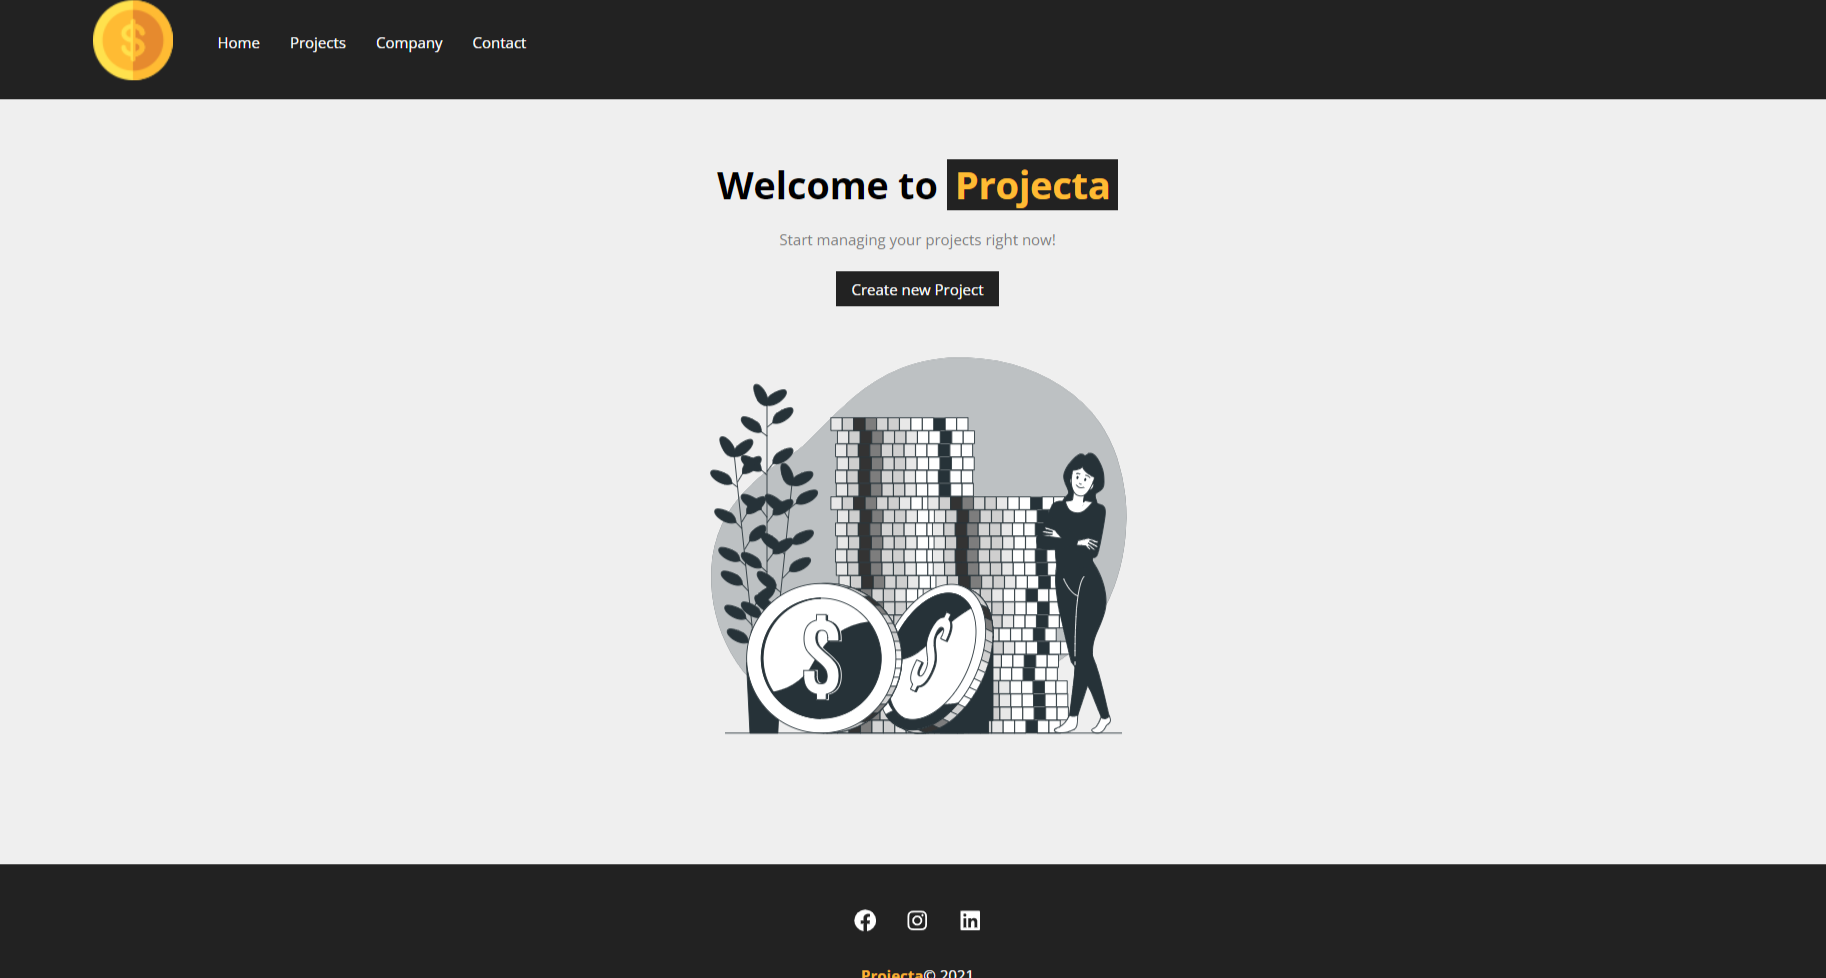 Home Projects Company Contact
Welcome to Projecta
Start managing your projects right now!
Create new Project
Projecta© 2021